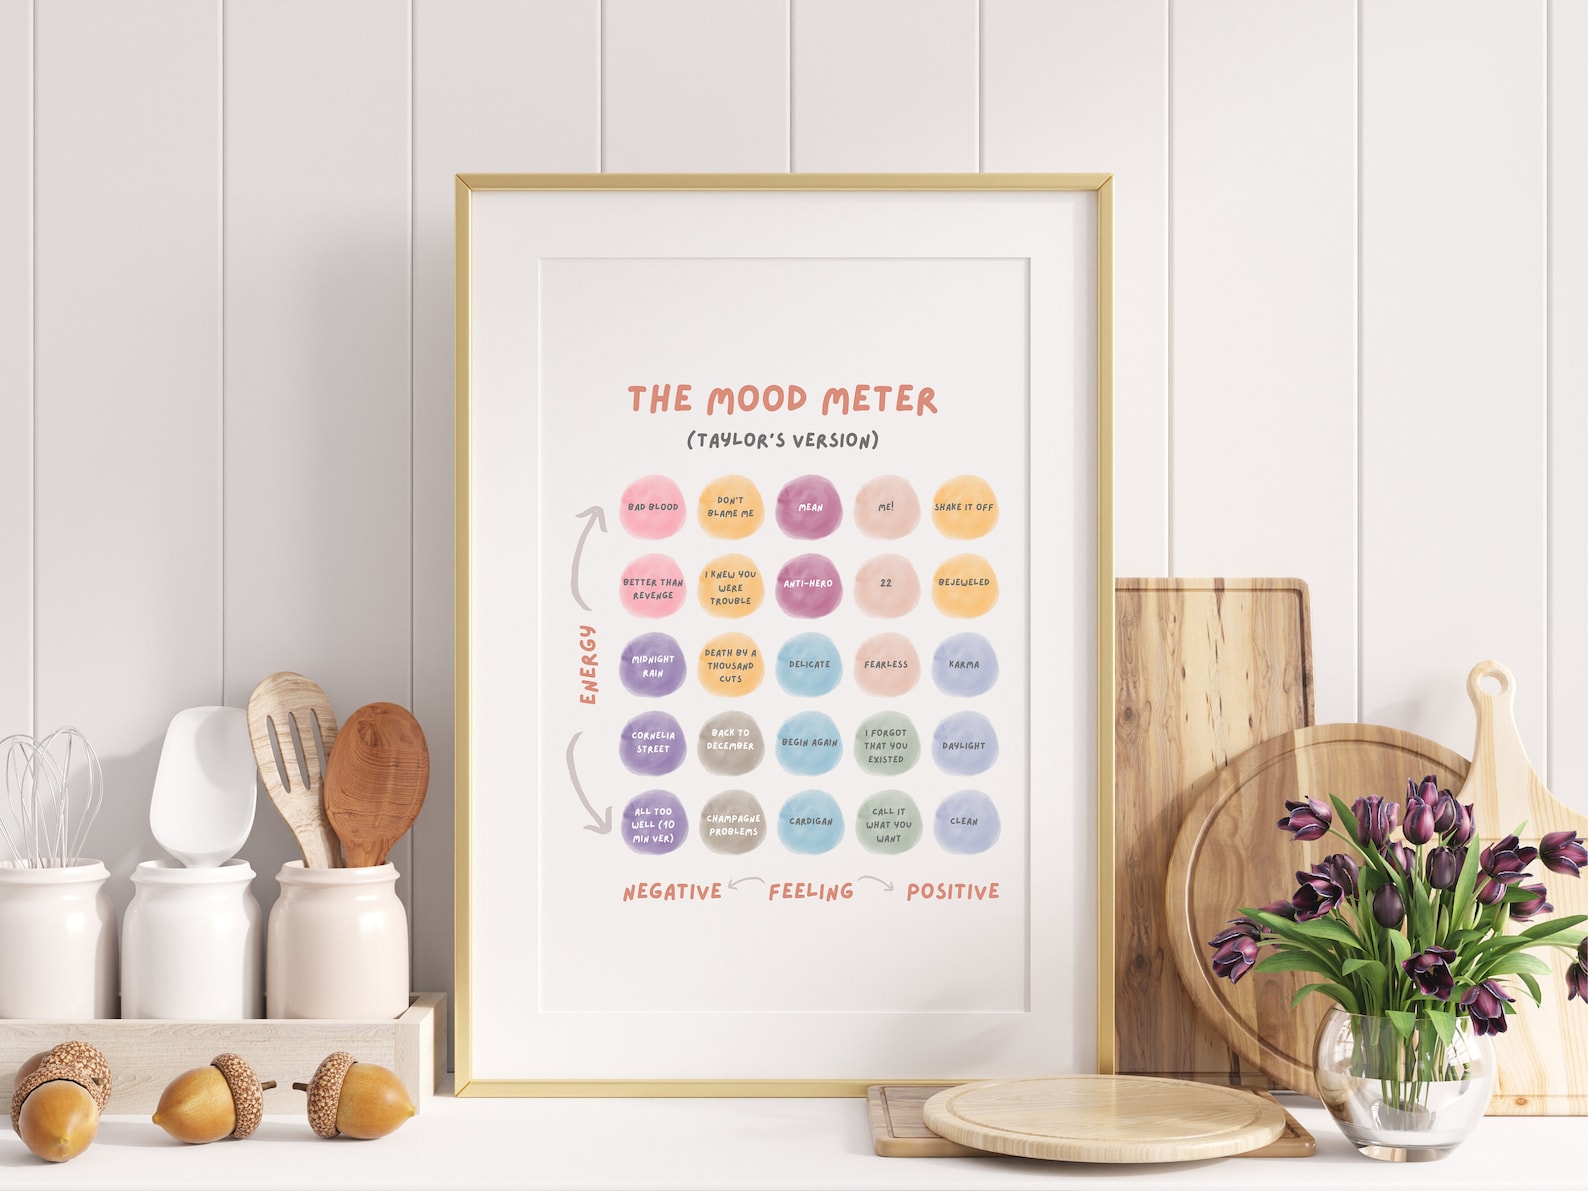 THE MOOD METER
(TAYLOR'S VERSION)
BAD BLOOD
DON'T
BLAME ME
MEAN
ME!
SHAKE IT OFF
BETTER THAN
REVENGE
I KNEW YOU
WERE
TROUBLE
ANTI-HERO
22
BEJEWELED
MIDNIGHT
RAIN
DEATH BY A
THOUSAND
CUTS
DELICATE
FEARLESS
KARMA
CORNELIA
STREET
BACK TO
DECEMBER
BEGIN AGAIN
I FORGOT
THAT YOU
EXISTED
DAYLIGHT
ALL TOO
WELL (10
MIN VER)
CHAMPAGNE
PROBLEMS
CARDIGAN
CALL IT
WHAT YOU
WANT
CLEAN
ENERGY
NEGATIVE
FEELING
POSITIVE